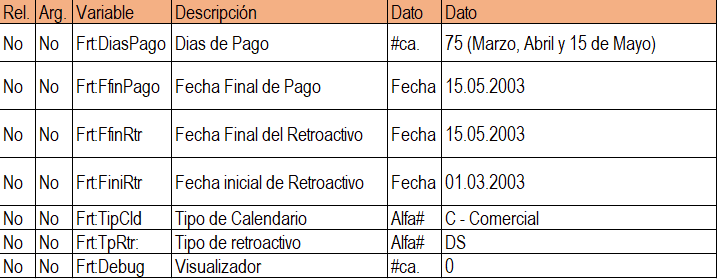 Rel. Arg. Variable Descripción Dato Dato
No No Frt:DiasPago Dias de Pago #ca. 75 (Marzo, Abril y 15 de Mayo)
No No Frt:FfinPago Fecha Final de Pago Fecha 15.05.2003
No No Frt:FfinRtr Fecha Final del Retroactivo Fecha 15.05.2003
No No Frt:FiniRtr Fecha inicial de Retroactivo Fecha 01.03.2003
No No Frt:TipCld Tipo de Calendario Alfa# C - Comercial
No No Frt:TpRtr: Tipo de retroactivo Alfa# DS
No No Frt:Debug Visualizador #ca. 0